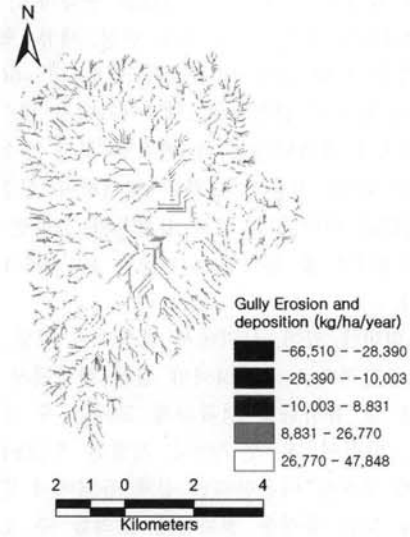 N
Gully Erosion and
deposition (kg/ha/year)
-66,510 - -28,390
-28,390 - -10,003
-10,003 - 8,831
8,831 - 26,770
26,770 - 47,848
2 1 0 2 4
Kilometers